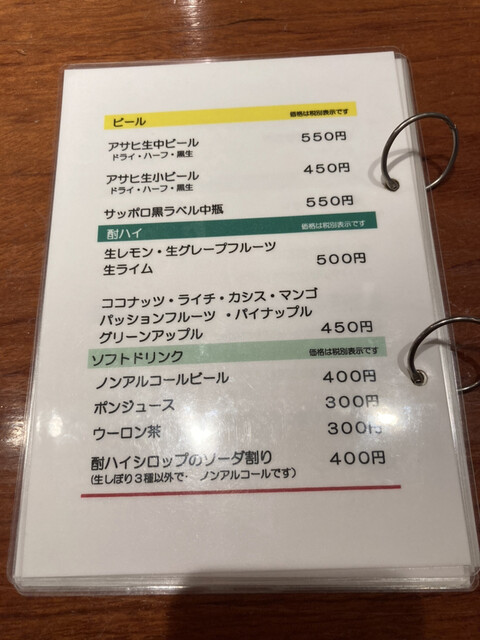 ビール 価格は税別表示です
アサヒ生中ビール 550円
ドライ・ハーフ・黒生
アサヒ生小ビール 450円
ドライ・ハーフ・黒生
サッポロ黒ラベル中瓶 550円
酎ハイ 価格は税別表示です
生レモン・生グレープフルーツ
生ライム 500円
ココナッツ・ライチ・カシス・マンゴ
パッションフルーツ ・パイナップル
グリーンアップル 450円
ソフトドリンク 価格は税別表示です
ノンアルコールビール 400円
ポンジュース 300円
ウーロン茶 300円
酎ハイシロップのソーダ割り 400円
(生しぼり3種以外で・ ノンアルコールです)